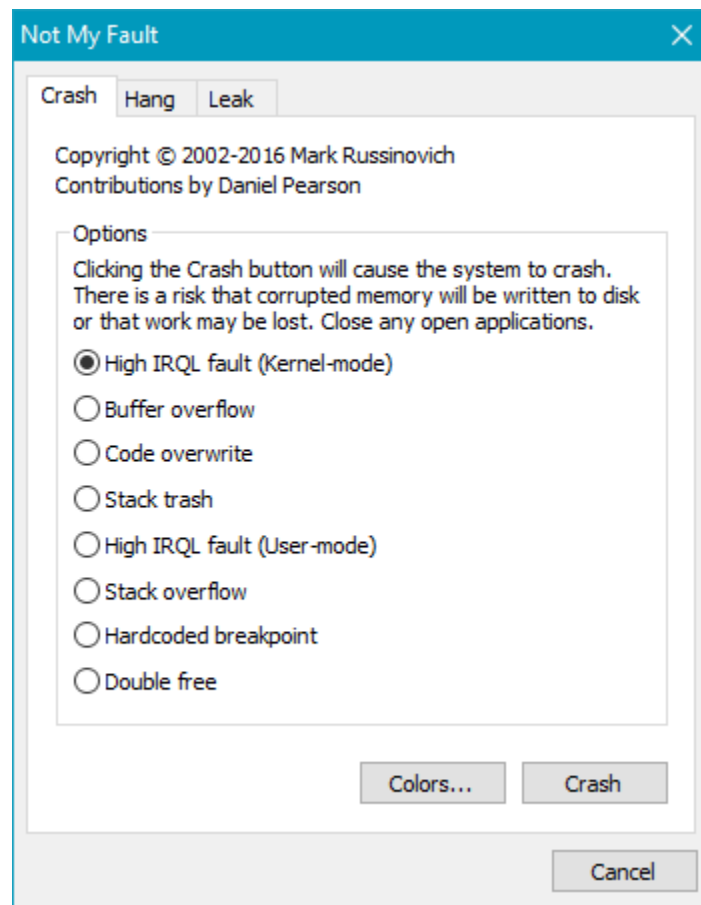 Not My Fault
Crash Hang Leak
Copyright © 2002-2016 Mark Russinovich
Contributions by Daniel Pearson
Options
Clicking the Crash button will cause the system to crash.
There is a risk that corrupted memory will be written to disk
or that work may be lost. Close any open applications.
High IRQL fault (Kernel-mode)
Buffer overflow
Code overwrite
Stack trash
High IRQL fault (User-mode)
Stack overflow
Hardcoded breakpoint
Double free
Colors... Crash
Cancel